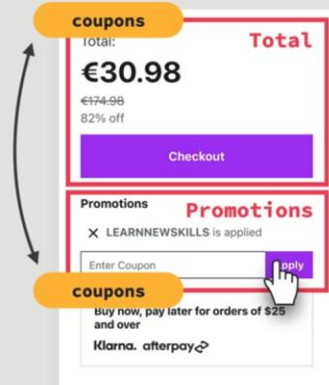 coupons
Total:
Total
€30.98
€174.98
82% off
Checkout
Promotions
Promotions
X LEARNNEWSKILLS is applied
Enter Coupon
Apply
coupons
Buy now, pay later for orders of $25
and over
Klarna. afterpay